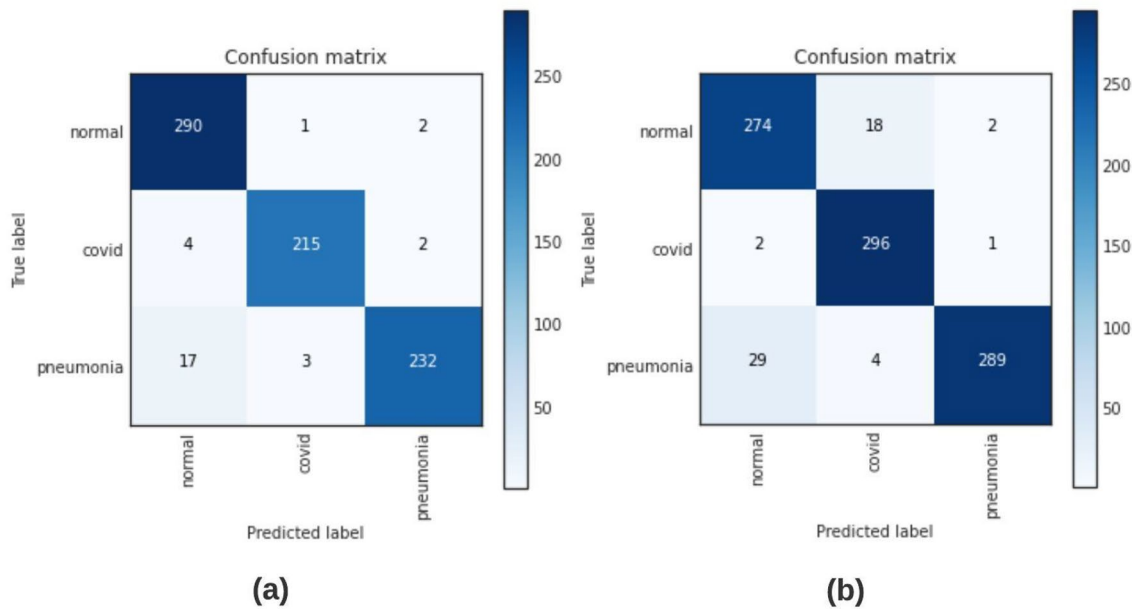 Confusion matrix
True label
normal
covid
pneumonia
290 1 2
4 215 2
17 3 232
normal
covid
pneumonia
Predicted label
250
200
150
100
50
(a)
Confusion matrix
True label
normal
covid
pneumonia
274 18 2
2 296 1
29 4 289
normal
covid
pneumonia
Predicted label
250
200
150
100
50
(b)